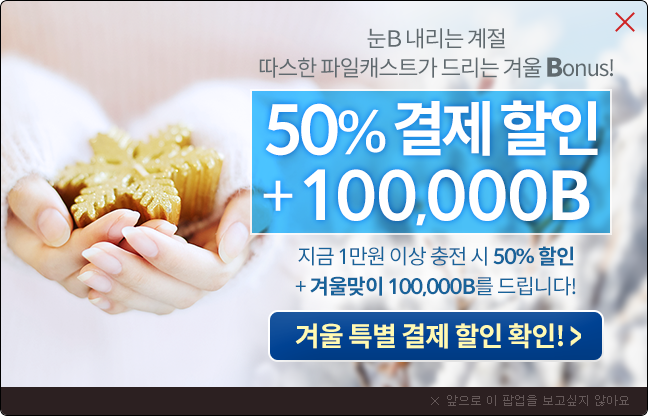 눈B 내리는 계절
따스한 파일캐스트가 드리는 겨울 Bonus!
50% 결제 할인
+ 100,000B
지금 1만원 이상 충전 시 50% 할인
+ 겨울맞이 100,000B를 드립니다!
겨울 특별 결제 할인 확인! >
× 앞으로 이 팝업을 보고싶지 않아요